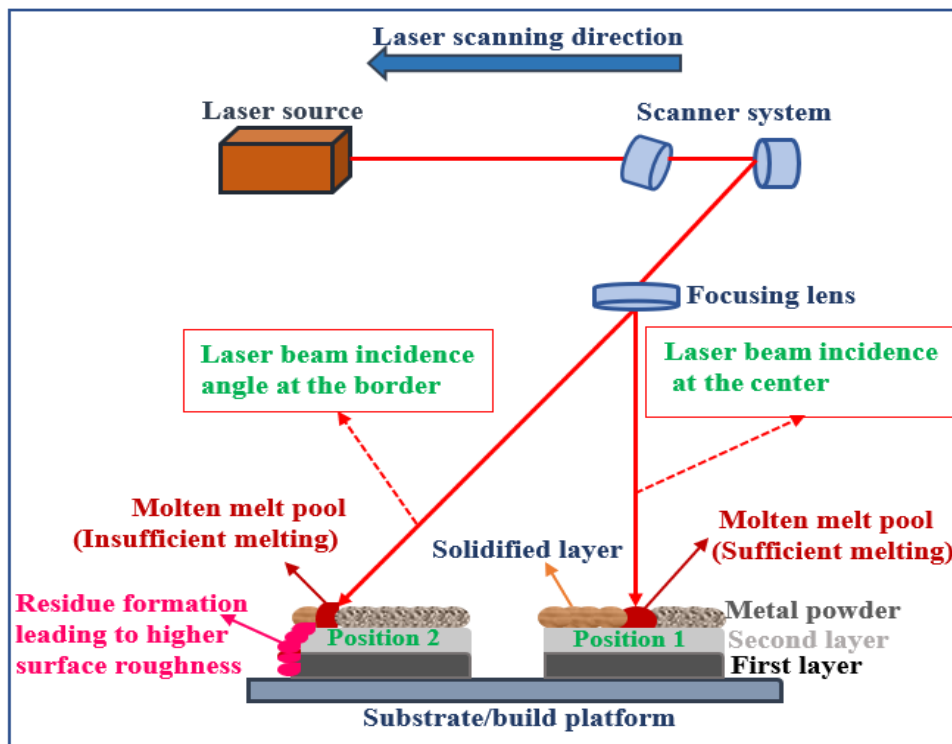 Laser scanning direction
Laser source
Scanner system
Focusing lens
Laser beam incidence
angle at the border
Laser beam incidence
at the center
Molten melt pool
(Insufficient melting)
Solidified layer
Molten melt pool
(Sufficient melting)
Residue formation
leading to higher
surface roughness
Position 2
Position 1
Metal powder
Second layer
First layer
Substrate/build platform